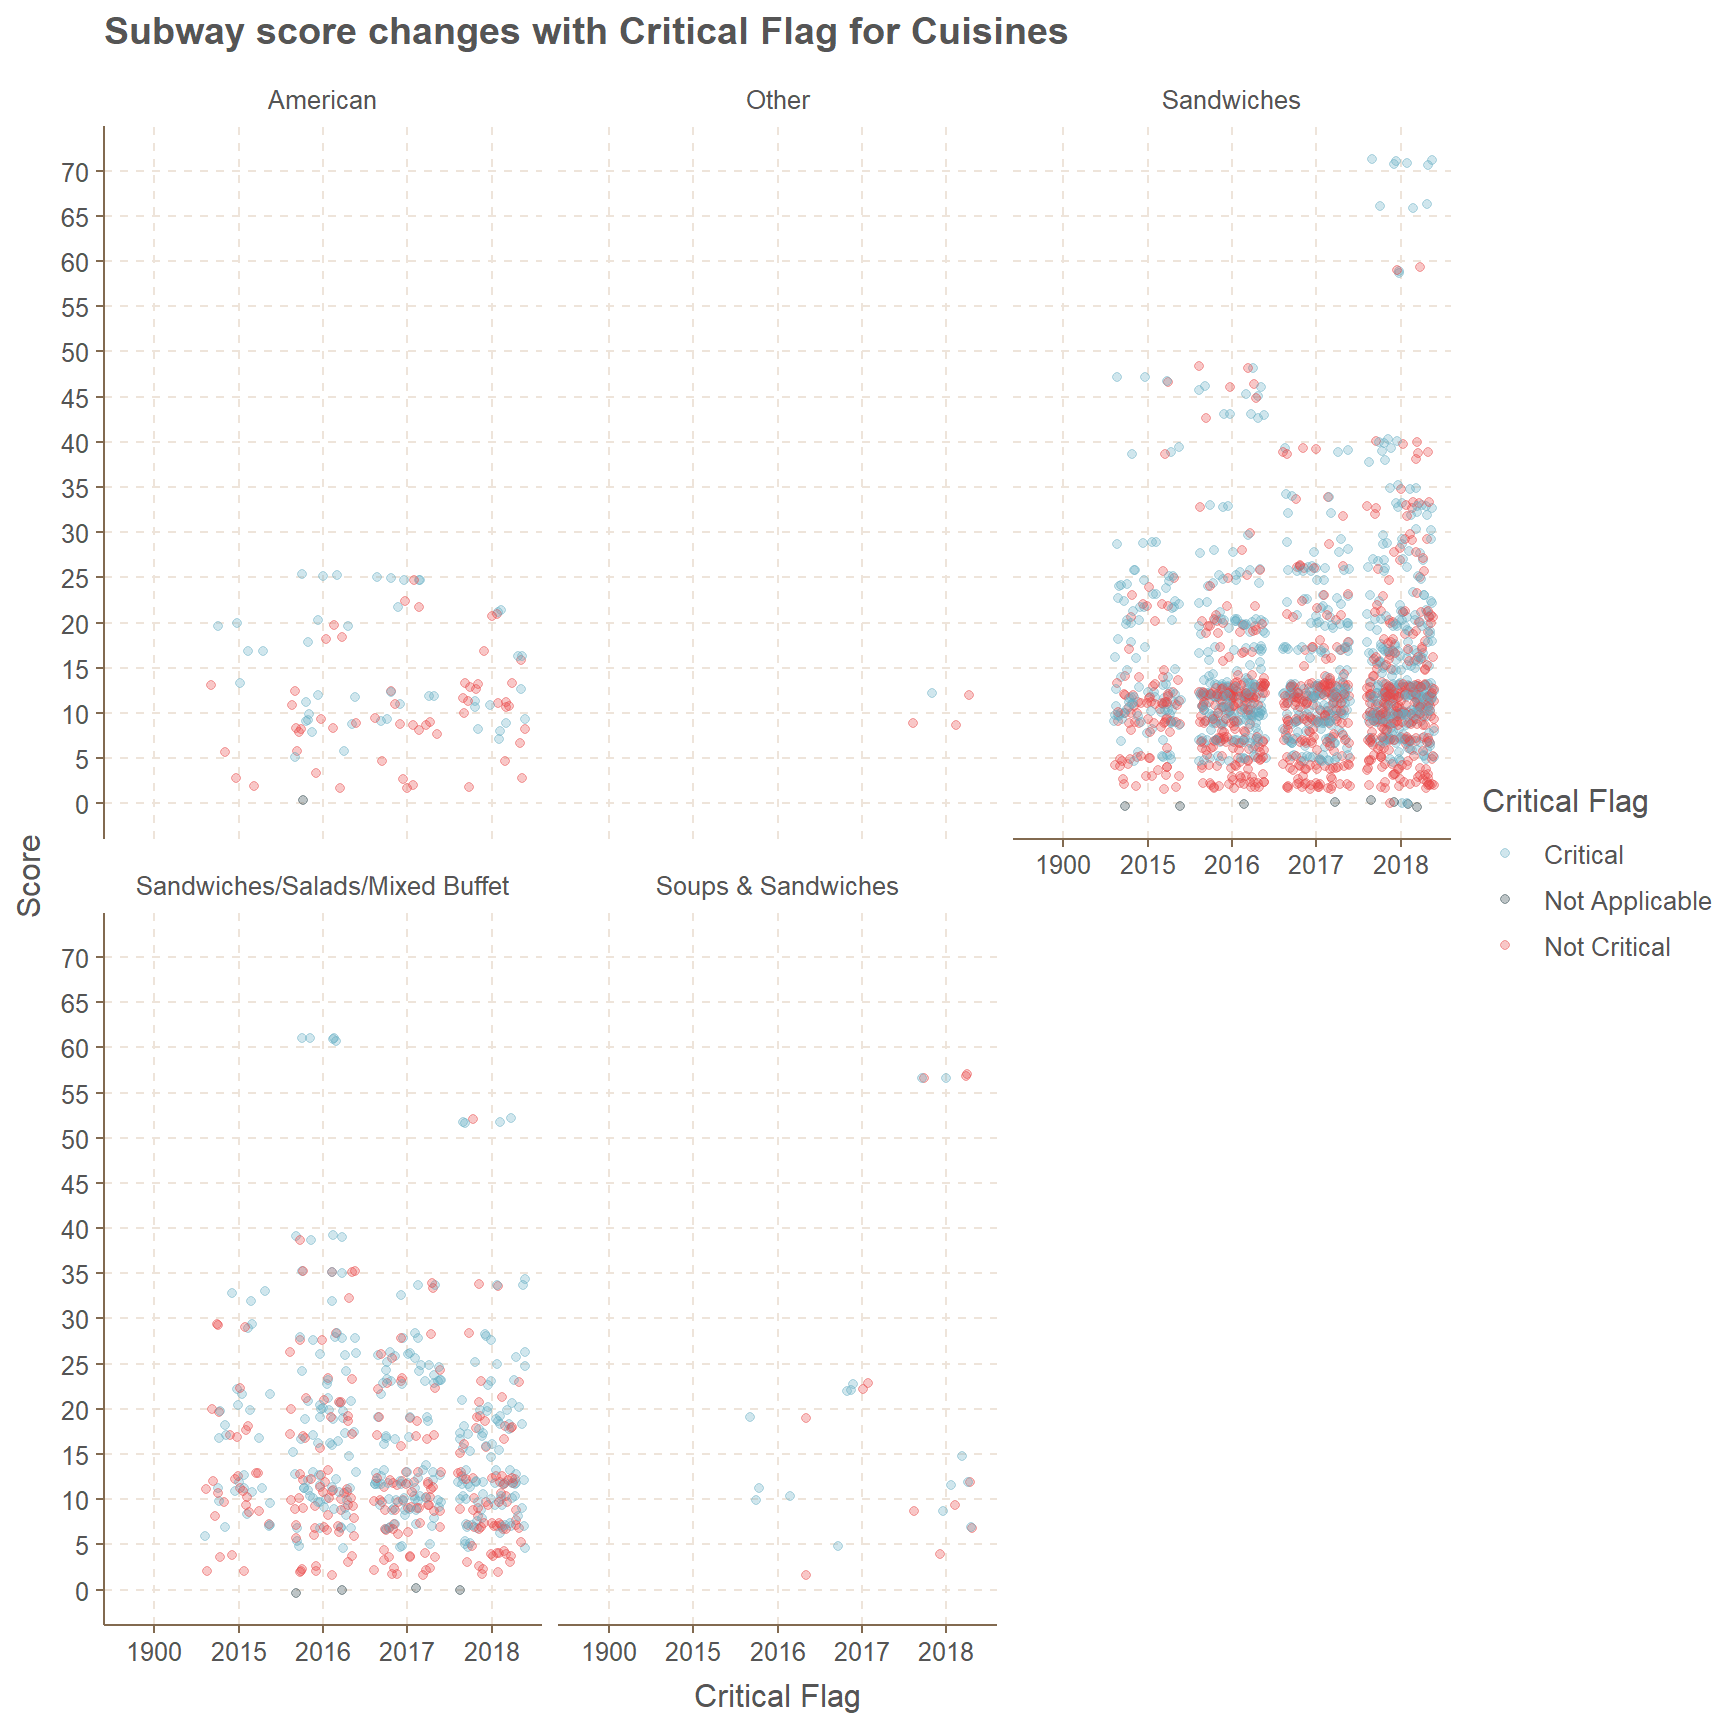 Subway score changes with Critical Flag for Cuisines
American
Other
Sandwiches
70
65
60
55
50
45
40
35
30
25
20
15
10
5
0
1900 2015 2016 2017 2018
Score
Critical Flag
Critical
Not Applicable
Not Critical
Sandwiches/Salads/Mixed Buffet
Soups & Sandwiches
70
65
60
55
50
45
40
35
30
25
20
15
10
5
0
1900 2015 2016 2017 2018
1900 2015 2016 2017 2018
Critical Flag